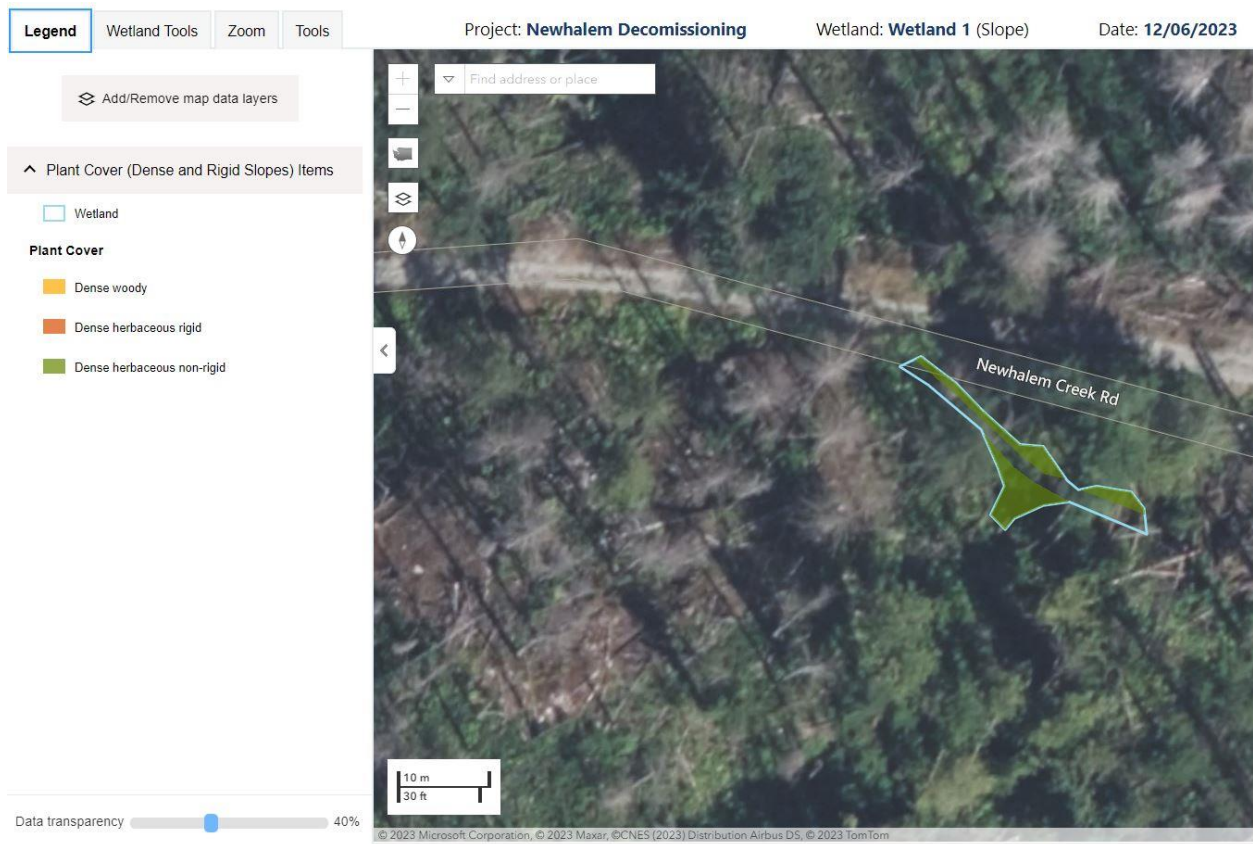 Legend
Wetland Tools
Zoom
Tools
Project: Newhalem Decomissioning
Wetland: Wetland 1 (Slope)
Date: 12/06/2023
Add/Remove map data layers
Plant Cover (Dense and Rigid Slopes) Items
Wetland
Plant Cover
Dense woody
Dense herbaceous rigid
Dense herbaceous non-rigid
Data transparency
40%
Find address or place
Newhalem Creek Rd
10 m
30 ft
© 2023 Microsoft Corporation, © 2023 Maxar, ©CNES (2023) Distribution Airbus DS, © 2023 TomTom